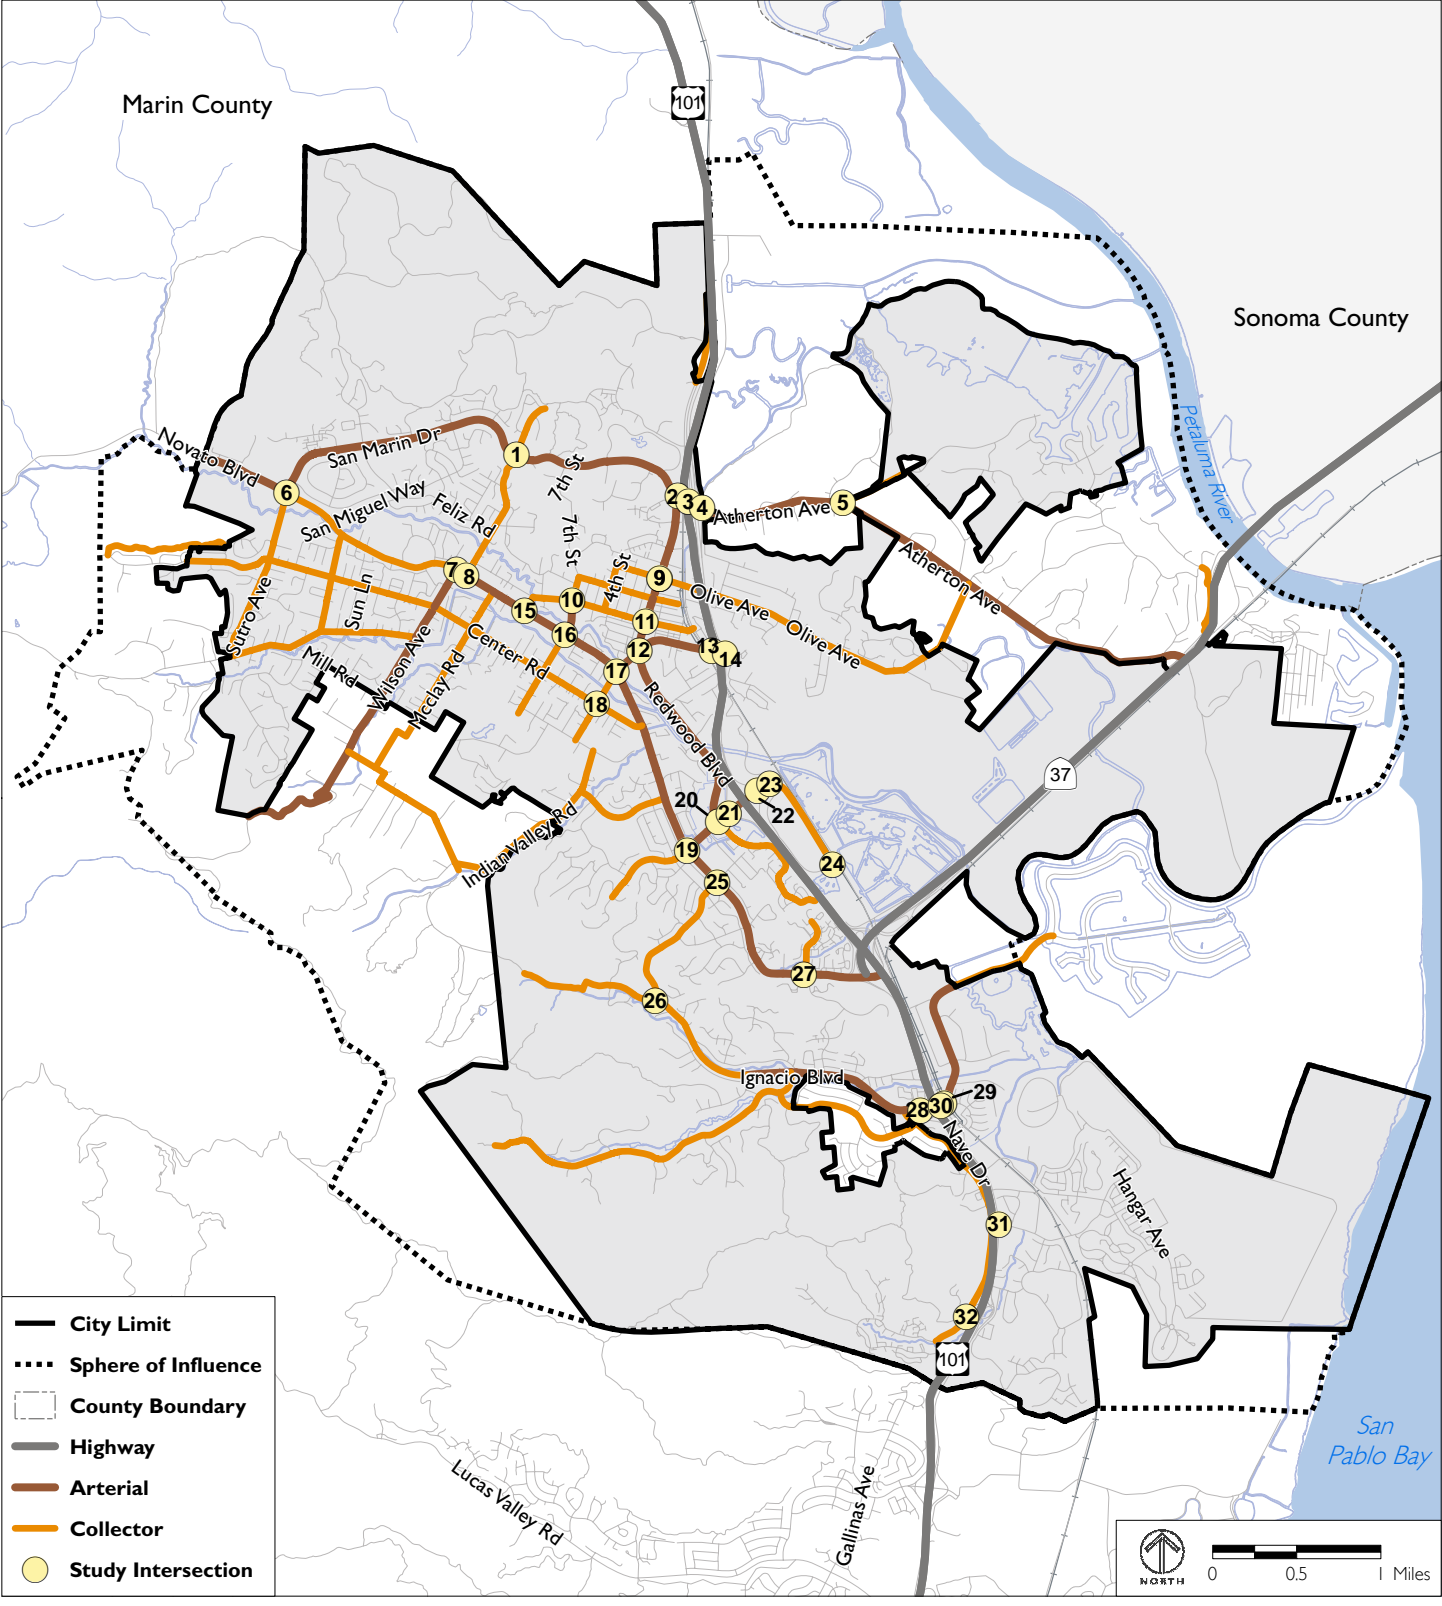 101
Marin County
Sonoma County
Petaluma River
Novato Blvd
San Marin Dr
1
7th St
6
San Miguel Way
Feliz Rd
2
3
4
Atherton Ave
5
7th St
4th St
Atherton Ave
7
8
9
Olive Ave
Olive Ave
Sutro Ave
Sun Ln
10
15
11
16
12
13
14
Mill Rd
Wilson Ave
Mcclay Rd
Center Rd
17
18
Redwood Blvd
37
20
21
23
22
Indian Valley Rd
19
24
25
27
26
Ignacio Blvd
28
30
29
Nave Dr
Hangar Ave
31
32
101
City Limit
Sphere of Influence
County Boundary
Highway
Arterial
Collector
Study Intersection
Lucas Valley Rd
Gallinas Ave
San
Pablo Bay
NORTH
0 0.5 1 Miles